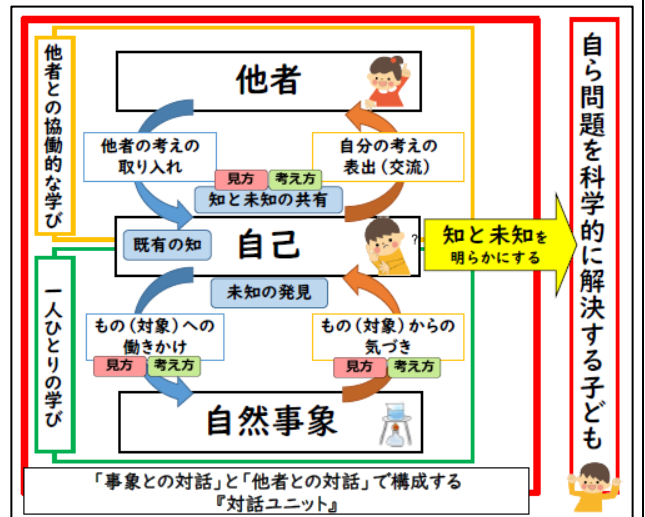 他者との協働的な学び
他者
他者の考えの
取り入れ
自分の考えの
表出(交流)
見方 考え方
知と未知の共有
既有の知
自己
?
知と未知を
明らかにする
未知の発見
一人ひとりの学び
もの(対象)への
働きかけ
見方 考え方
もの(対象)からの
気づき
見方 考え方
自然事象
「事象との対話」と「他者との対話」で構成する
『対話ユニット』
自ら問題を科学的に解決する子ども